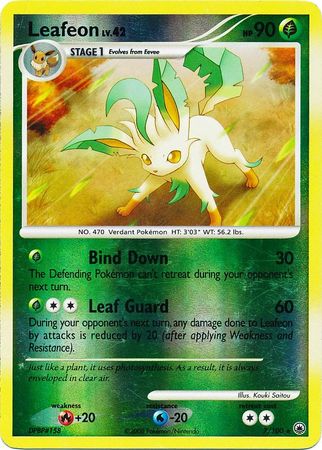 Leafeon LV.42
HP 90
STAGE 1 Evolves from Eevee
Illus. Kouki Saitou
NO. 470 Verdant Pokémon HT: 3'03" WT: 56.2 lbs.
Bind Down 30
The Defending Pokémon can't retreat during your opponent's
next turn.
Leaf Guard 60
During your opponent's next turn, any damage done to Leafeon
by attacks is reduced by 20 (after applying Weakness and
Resistance).
Just like a plant, it uses photosynthesis. As a result, it is always
enveloped in clear air.
weakness resistance retreat cost
+20 -20
DPBP#158 ©2008 Pokémon/Nintendo 7/100 ★